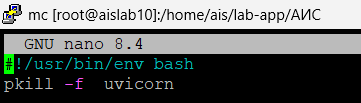 mc [root@aislab10]:/home/ais/lab-app/АИС
GNU nano 8.4
#!/usr/bin/env bash
pkill -f  uvicorn